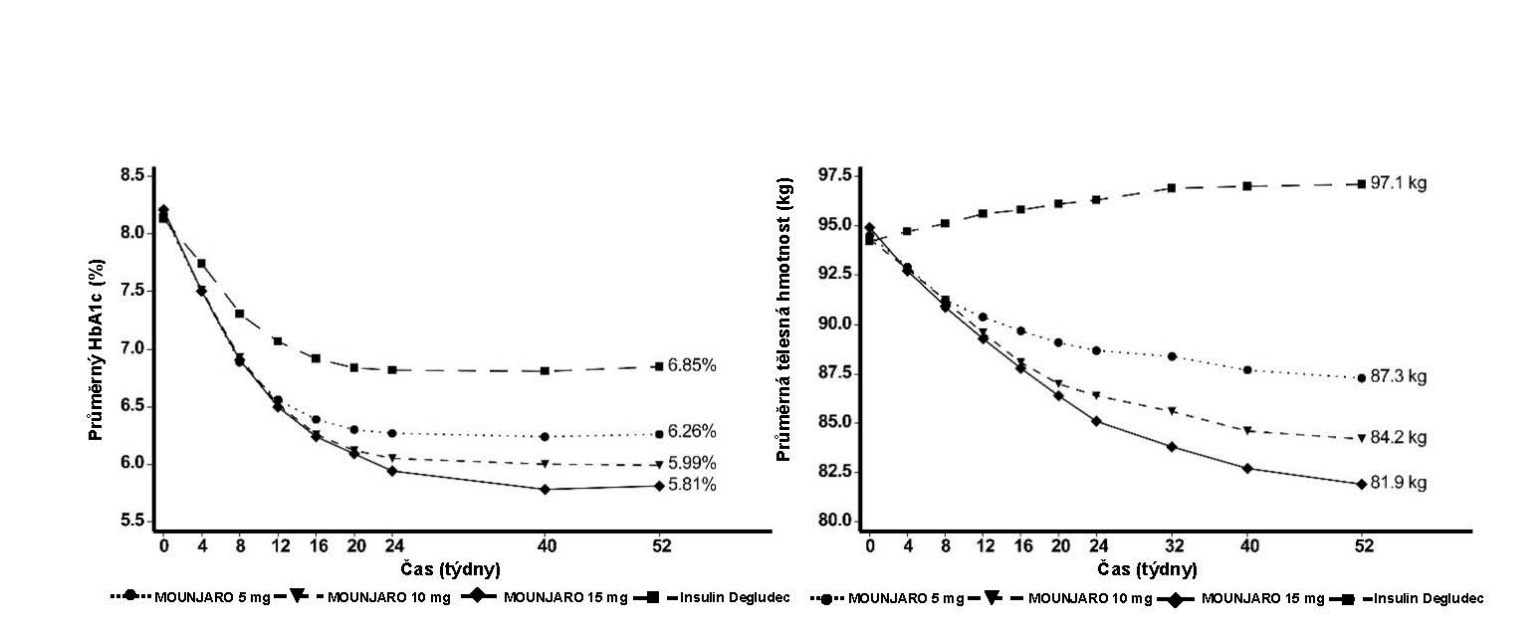 Průměrný HbA1c (%)
8.5
8.0
7.5
7.0
6.5
6.0
5.5
6.85%
6.26%
5.99%
5.81%
0 4 8 12 16 20 24 40 52
Čas (týdny)
MOUNJARO 5 mg MOUNJARO 10 mg MOUNJARO 15 mg Insulin Degludec
Průměrná tělesná hmotnost (kg)
97.5
95.0
92.5
90.0
87.5
85.0
82.5
80.0
97.1 kg
87.3 kg
84.2 kg
81.9 kg
0 4 8 12 16 20 24 32 40 52
Čas (týdny)
MOUNJARO 5 mg MOUNJARO 10 mg MOUNJARO 15 mg Insulin Degludec